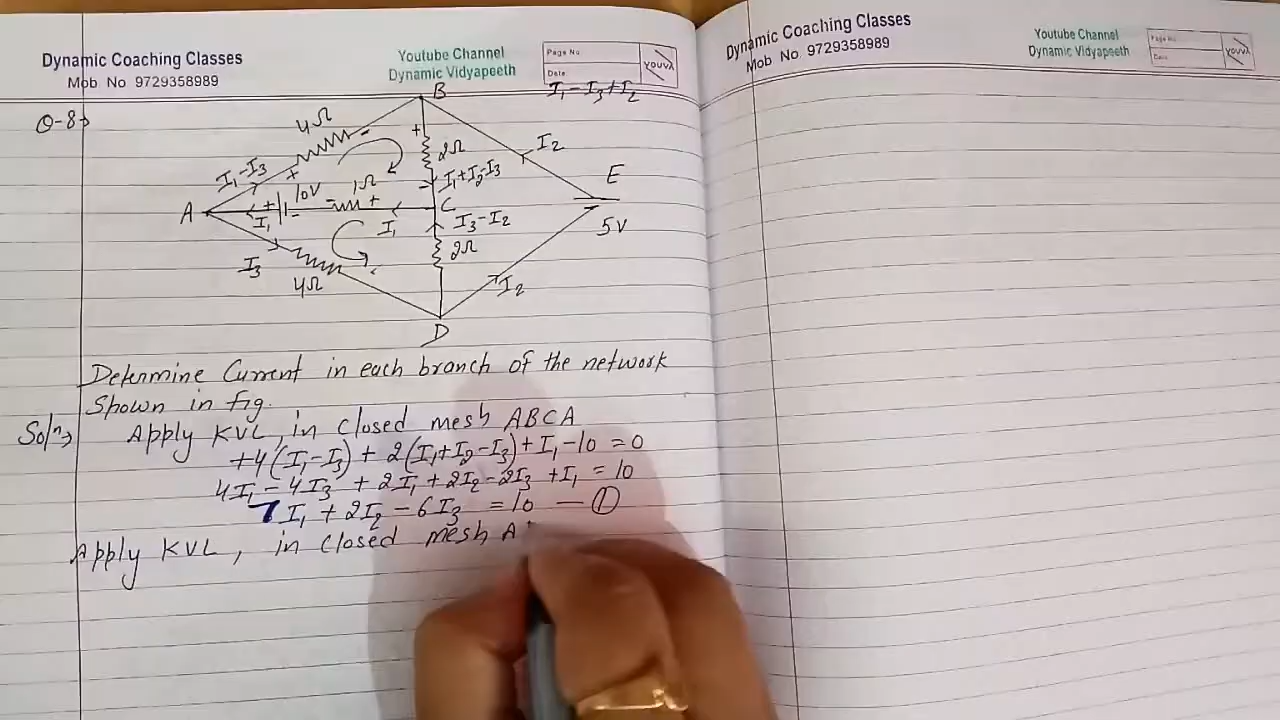 Dynamic Coaching Classes
Mob No 9729358989
Youtube Channel
Dynamic Vidyapeeth
Page No.
Date
youva
Dynamic Coaching Classes
Mob No 9729358989
Youtube Channel
Dynamic Vidyapeeth
Page No.
Date
youva
Q-8⇒
B
I₁-I₃+I₂
4Ω
+
-
I₁-I₃
+
2Ω
I₂
10V
1Ω
I₁+I₂-I₃
E
A
+
-
-
+
C
I₁
I₁
I₃-I₂
5V
I₃
2Ω
4Ω
I₂
D
Determine Current in each branch of the network
Shown in fig.
Solⁿ⇒ Apply KVL, in closed mesh ABCA
+4(I₁-I₃) + 2(I₁+I₂-I₃) + I₁ - 10 = 0
4I₁ - 4I₃ + 2I₁ + 2I₂ - 2I₃ + I₁ = 10
7I₁ + 2I₂ - 6I₃ = 10 — ①
Apply KVL, in closed mesh A